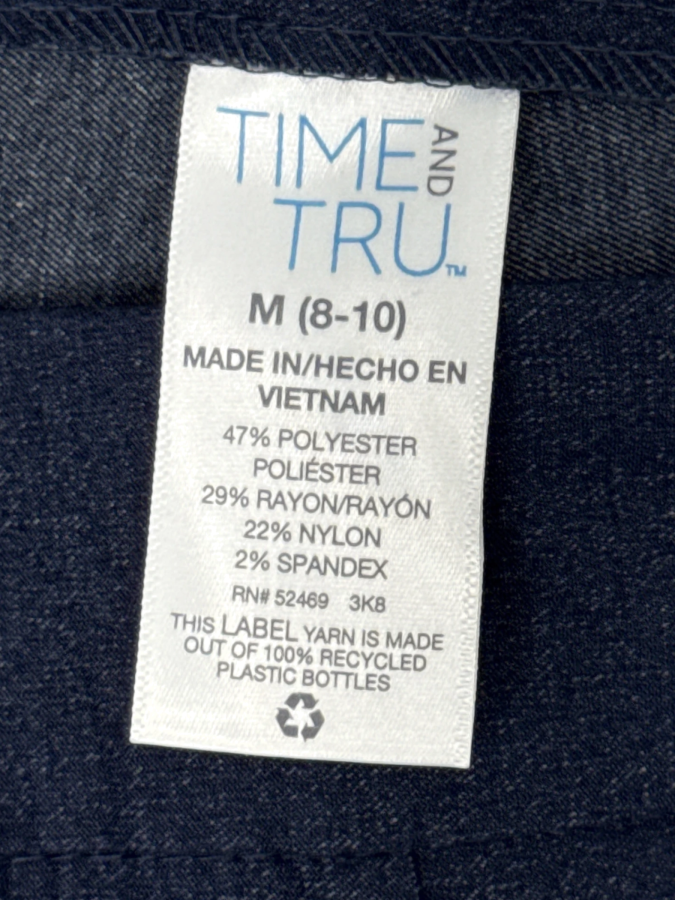 TIME AND
TRU™
M (8-10)
MADE IN/HECHO EN
VIETNAM
47% POLYESTER
POLIÉSTER
29% RAYON/RAYÓN
22% NYLON
2% SPANDEX
RN# 52469 3K8
THIS LABEL YARN IS MADE
OUT OF 100% RECYCLED
PLASTIC BOTTLES